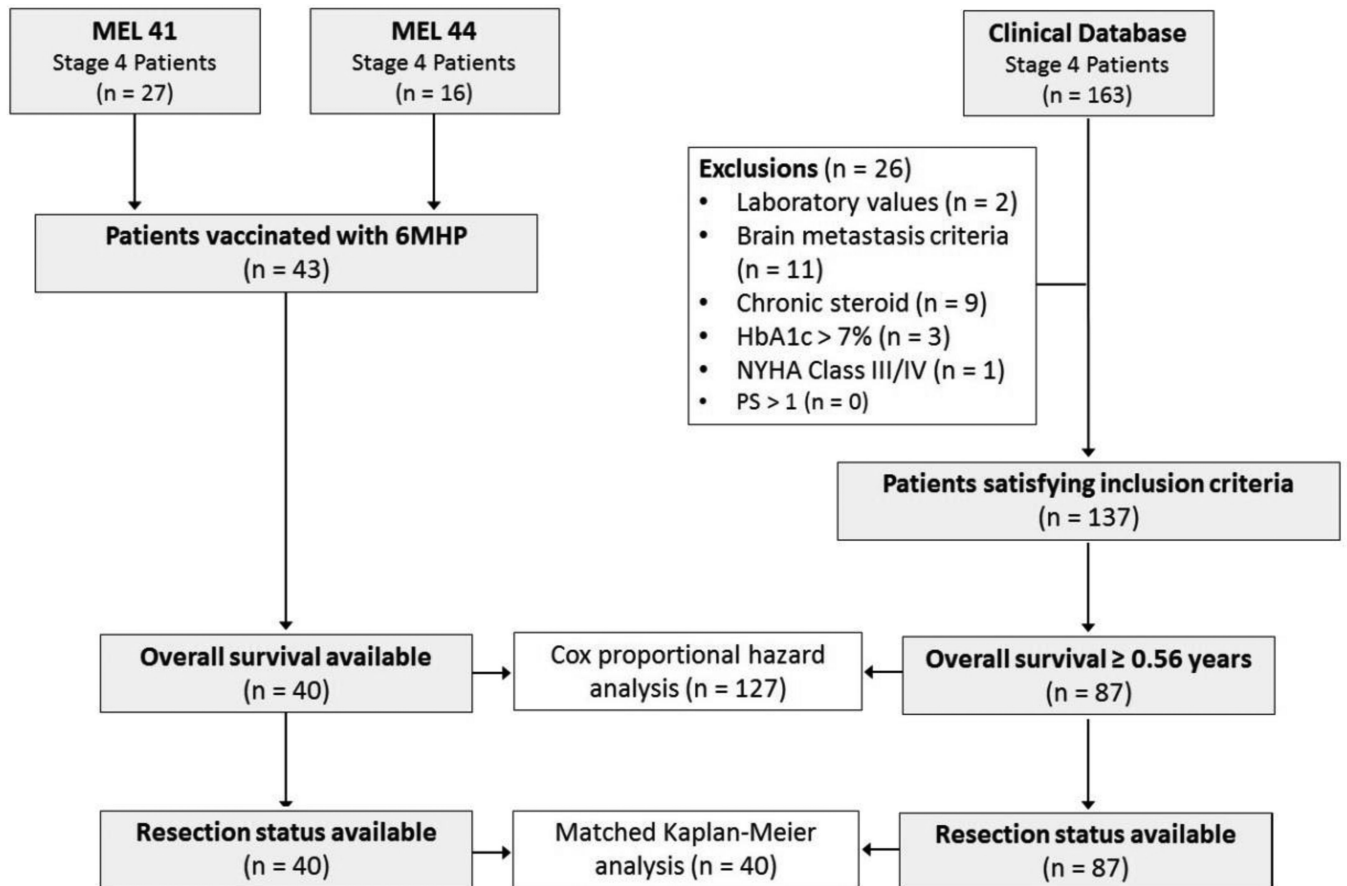 MEL 41
Stage 4 Patients
(n = 27)
MEL 44
Stage 4 Patients
(n = 16)
Clinical Database
Stage 4 Patients
(n = 163)
Exclusions (n = 26)
• Laboratory values (n = 2)
• Brain metastasis criteria
(n = 11)
• Chronic steroid (n = 9)
• HbA1c > 7% (n = 3)
• NYHA Class III/IV (n = 1)
• PS > 1 (n = 0)
Patients vaccinated with 6MHP
(n = 43)
Patients satisfying inclusion criteria
(n = 137)
Overall survival available
(n = 40)
Cox proportional hazard
analysis (n = 127)
Overall survival ≥ 0.56 years
(n = 87)
Resection status available
(n = 40)
Matched Kaplan-Meier
analysis (n = 40)
Resection status available
(n = 87)